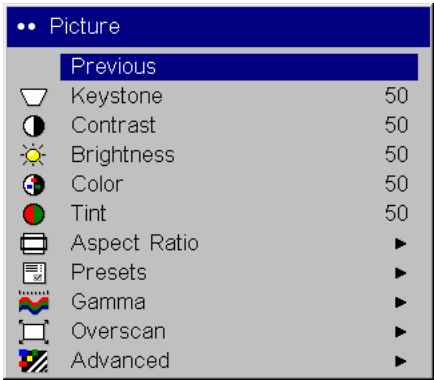 •• Picture
Previous
Keystone 50
Contrast 50
Brightness 50
Color 50
Tint 50
Aspect Ratio
Presets
Gamma
Overscan
Advanced